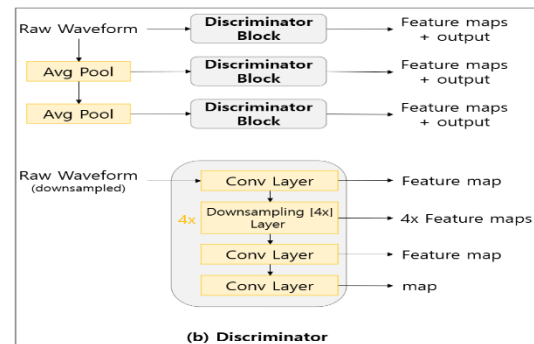 Raw Waveform
Discriminator
Block
Feature maps
+ output
Avg Pool
Discriminator
Block
Feature maps
+ output
Avg Pool
Discriminator
Block
Feature maps
+ output
Raw Waveform
(downsampled)
Conv Layer
Feature map
4x
Downsampling [4x]
Layer
4x Feature maps
Conv Layer
Feature map
Conv Layer
map
(b) Discriminator